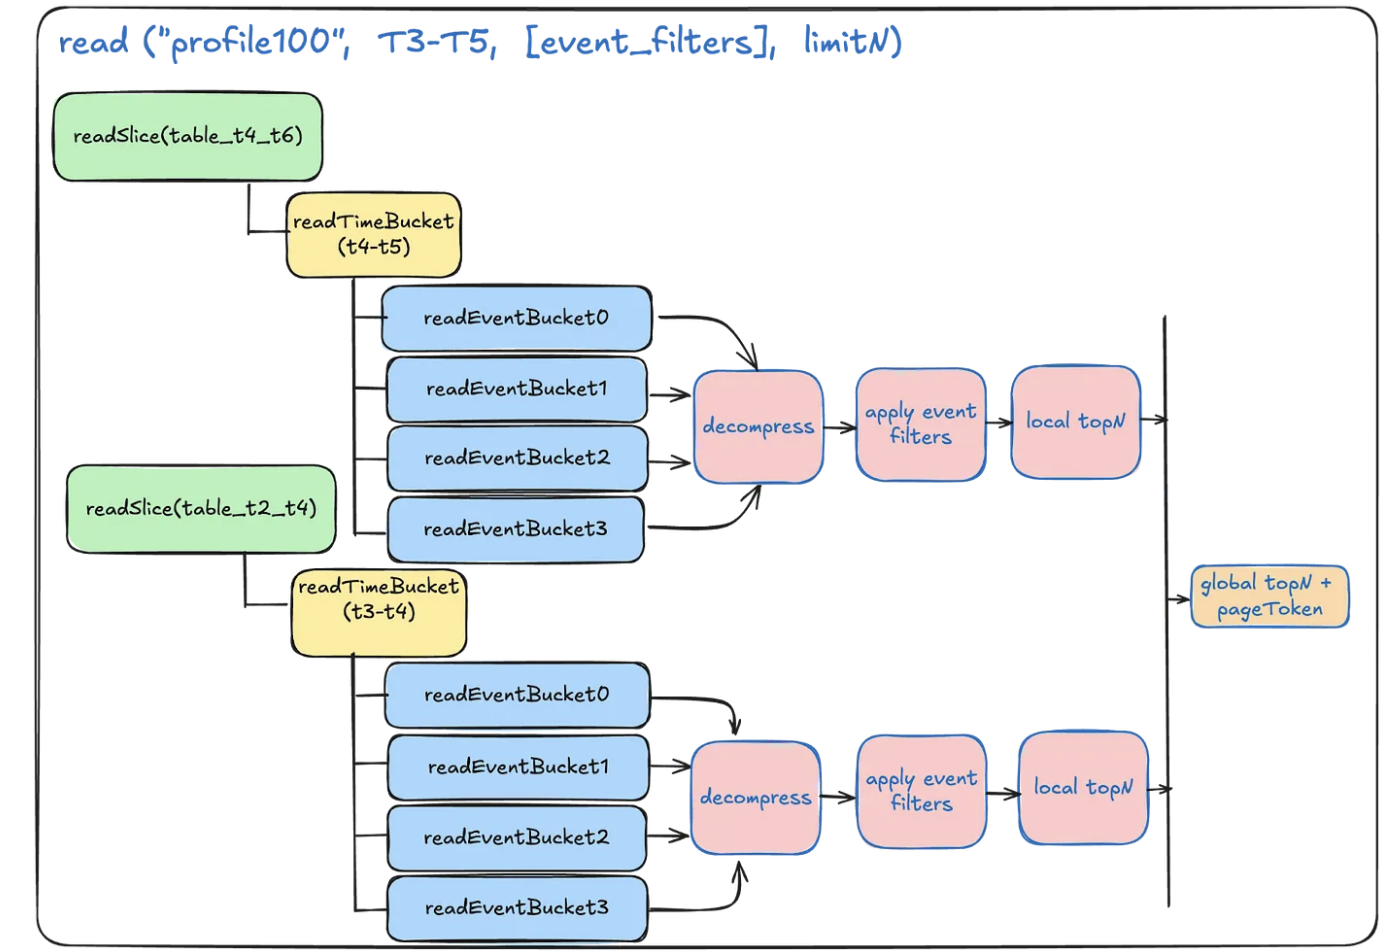 read ("profile100", T3-T5, [event_filters], limitN)
readSlice(table_t4_t6)
readTimeBucket
(t4-t5)
readEventBucket0
readEventBucket1
readEventBucket2
readEventBucket3
decompress
apply event
filters
local topN
readSlice(table_t2_t4)
readTimeBucket
(t3-t4)
readEventBucket0
readEventBucket1
readEventBucket2
readEventBucket3
decompress
apply event
filters
local topN
global topN +
pageToken